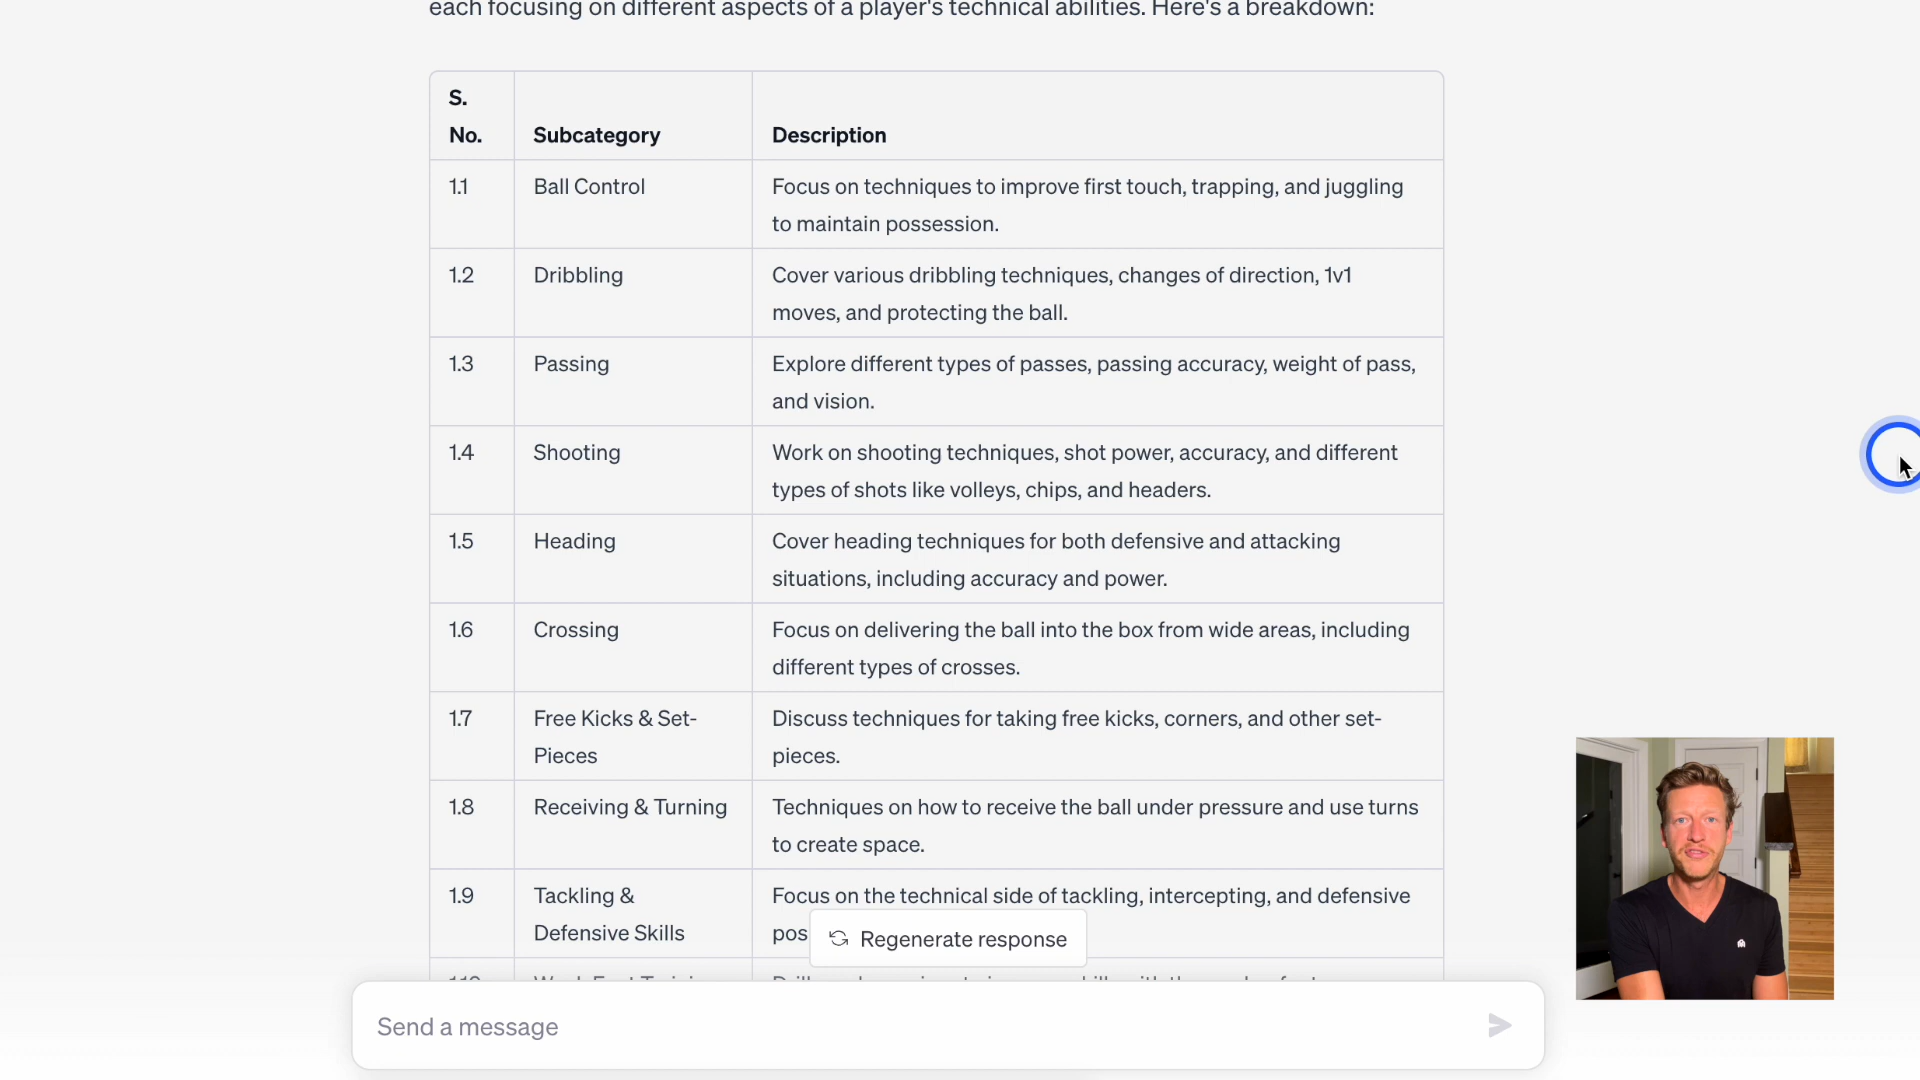 each focusing on different aspects of a player's technical abilities. Here's a breakdown:
S.
No.
Subcategory
Description
1.1
Ball Control
Focus on techniques to improve first touch, trapping, and juggling
to maintain possession.
1.2
Dribbling
Cover various dribbling techniques, changes of direction, 1v1
moves, and protecting the ball.
1.3
Passing
Explore different types of passes, passing accuracy, weight of pass,
and vision.
1.4
Shooting
Work on shooting techniques, shot power, accuracy, and different
types of shots like volleys, chips, and headers.
1.5
Heading
Cover heading techniques for both defensive and attacking
situations, including accuracy and power.
1.6
Crossing
Focus on delivering the ball into the box from wide areas, including
different types of crosses.
1.7
Free Kicks & Set-
Pieces
Discuss techniques for taking free kicks, corners, and other set-
pieces.
1.8
Receiving & Turning
Techniques on how to receive the ball under pressure and use turns
to create space.
1.9
Tackling &
Defensive Skills
Focus on the technical side of tackling, intercepting, and defensive
pos
Regenerate response
Send a message